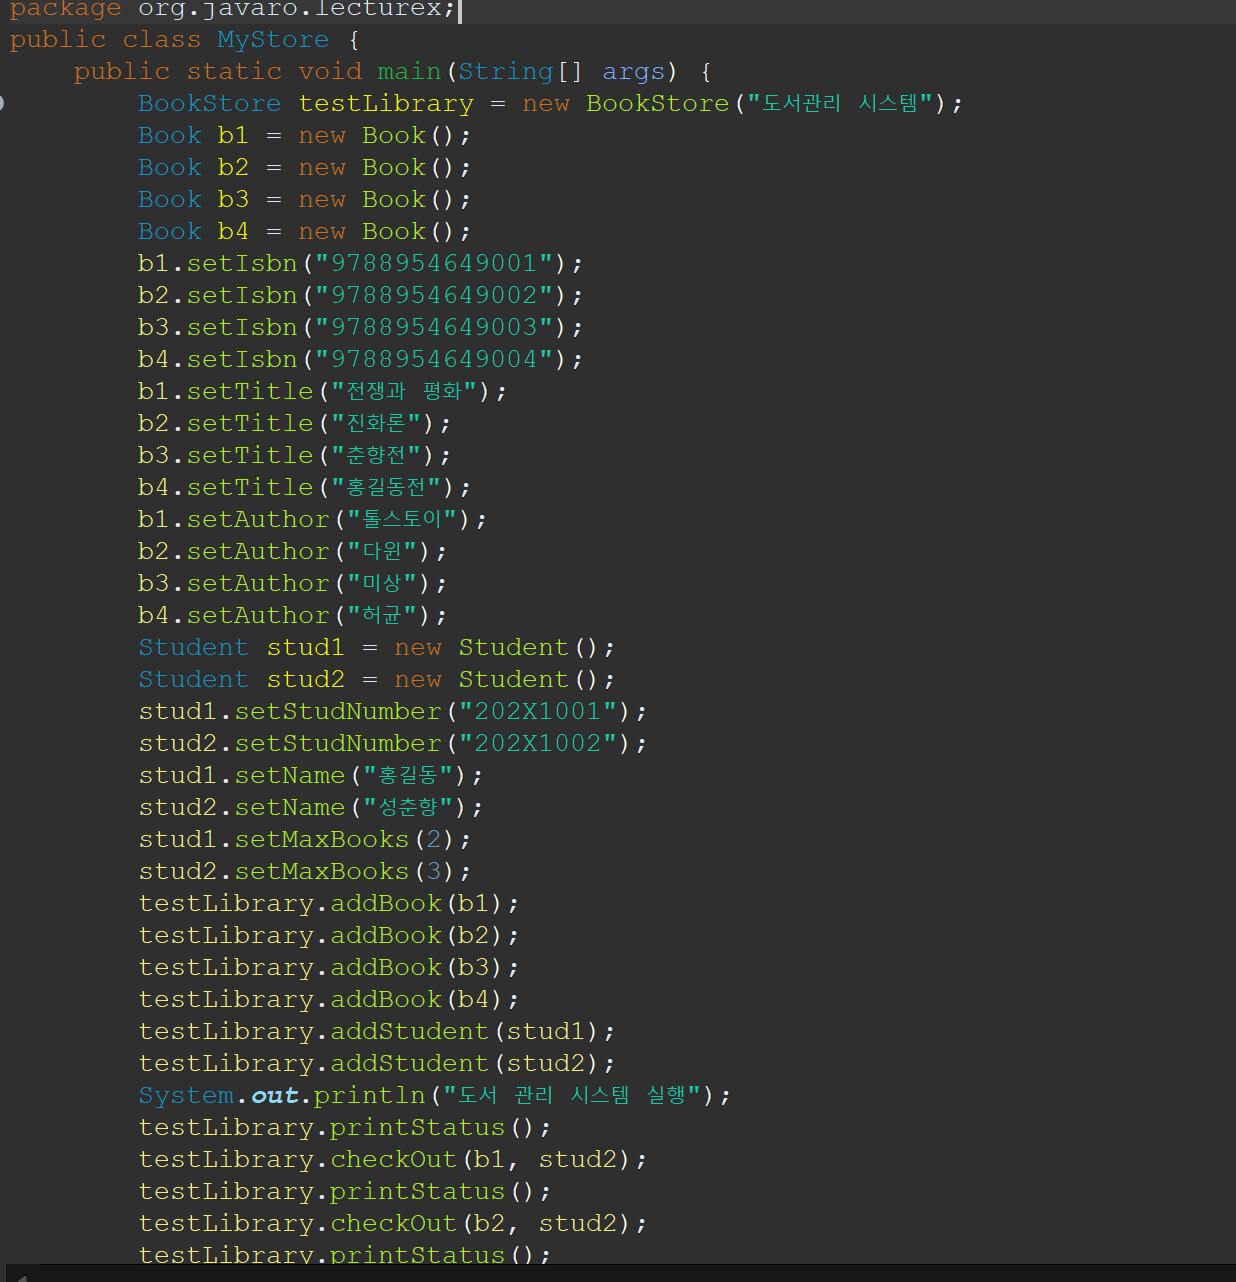 package org.javaro.lecturex;
public class MyStore {
    public static void main(String[] args) {
        BookStore testLibrary = new BookStore("도서관리 시스템");
        Book b1 = new Book();
        Book b2 = new Book();
        Book b3 = new Book();
        Book b4 = new Book();
        b1.setIsbn("9788954649001");
        b2.setIsbn("9788954649002");
        b3.setIsbn("9788954649003");
        b4.setIsbn("9788954649004");
        b1.setTitle("전쟁과 평화");
        b2.setTitle("진화론");
        b3.setTitle("춘향전");
        b4.setTitle("홍길동전");
        b1.setAuthor("톨스토이");
        b2.setAuthor("다윈");
        b3.setAuthor("미상");
        b4.setAuthor("허균");
        Student stud1 = new Student();
        Student stud2 = new Student();
        stud1.setStudNumber("202X1001");
        stud2.setStudNumber("202X1002");
        stud1.setName("홍길동");
        stud2.setName("성춘향");
        stud1.setMaxBooks(2);
        stud2.setMaxBooks(3);
        testLibrary.addBook(b1);
        testLibrary.addBook(b2);
        testLibrary.addBook(b3);
        testLibrary.addBook(b4);
        testLibrary.addStudent(stud1);
        testLibrary.addStudent(stud2);
        System.out.println("도서 관리 시스템 실행");
        testLibrary.printStatus();
        testLibrary.checkOut(b1, stud2);
        testLibrary.printStatus();
        testLibrary.checkOut(b2, stud2);
        testLibrary.printStatus();